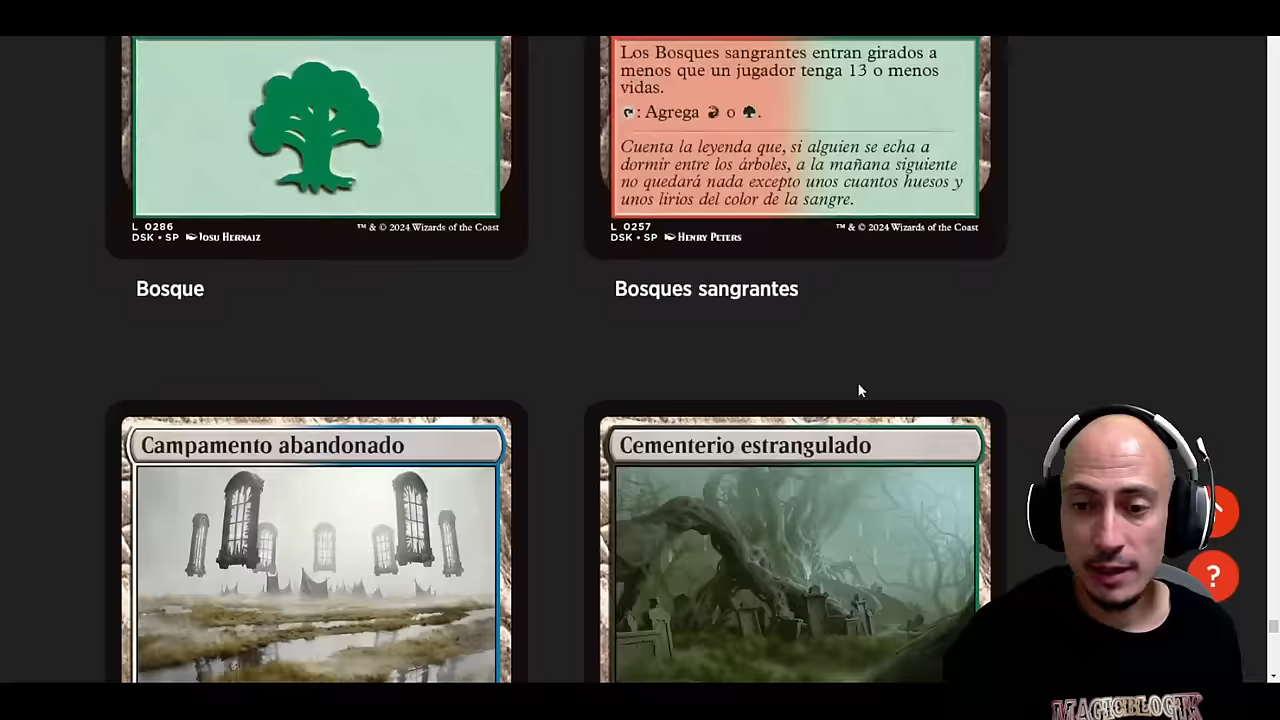 Los Bosques sangrantes entran girados a
menos que un jugador tenga 13 o menos
vidas.
: Agrega o .
Cuenta la leyenda que, si alguien se echa a
dormir entre los árboles, a la mañana siguiente
no quedará nada excepto unos cuantos huesos y
unos lirios del color de la sangre.
L 0286
DSK • SP JOSU HERNAIZ
™ & © 2024 Wizards of the Coast
L 0257
DSK • SP HENRY PETERS
™ & © 2024 Wizards of the Coast
Bosque
Bosques sangrantes
Campamento abandonado
Cementerio estrangulado
?
MAGICBLOGIK